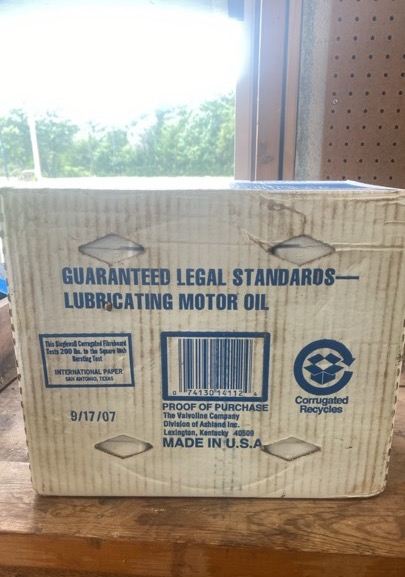 GUARANTEED LEGAL STANDARDS—
LUBRICATING MOTOR OIL
This Singlewall Corrugated Fibreboard
Tests 200 lbs. to the Square Inch
Bursting Test
INTERNATIONAL PAPER
SAN ANTONIO, TEXAS
9/17/07
0 74130 14112 4
PROOF OF PURCHASE
The Valvoline Company
Division of Ashland Inc.
Lexington, Kentucky 40509
MADE IN U.S.A.
Corrugated
Recycles